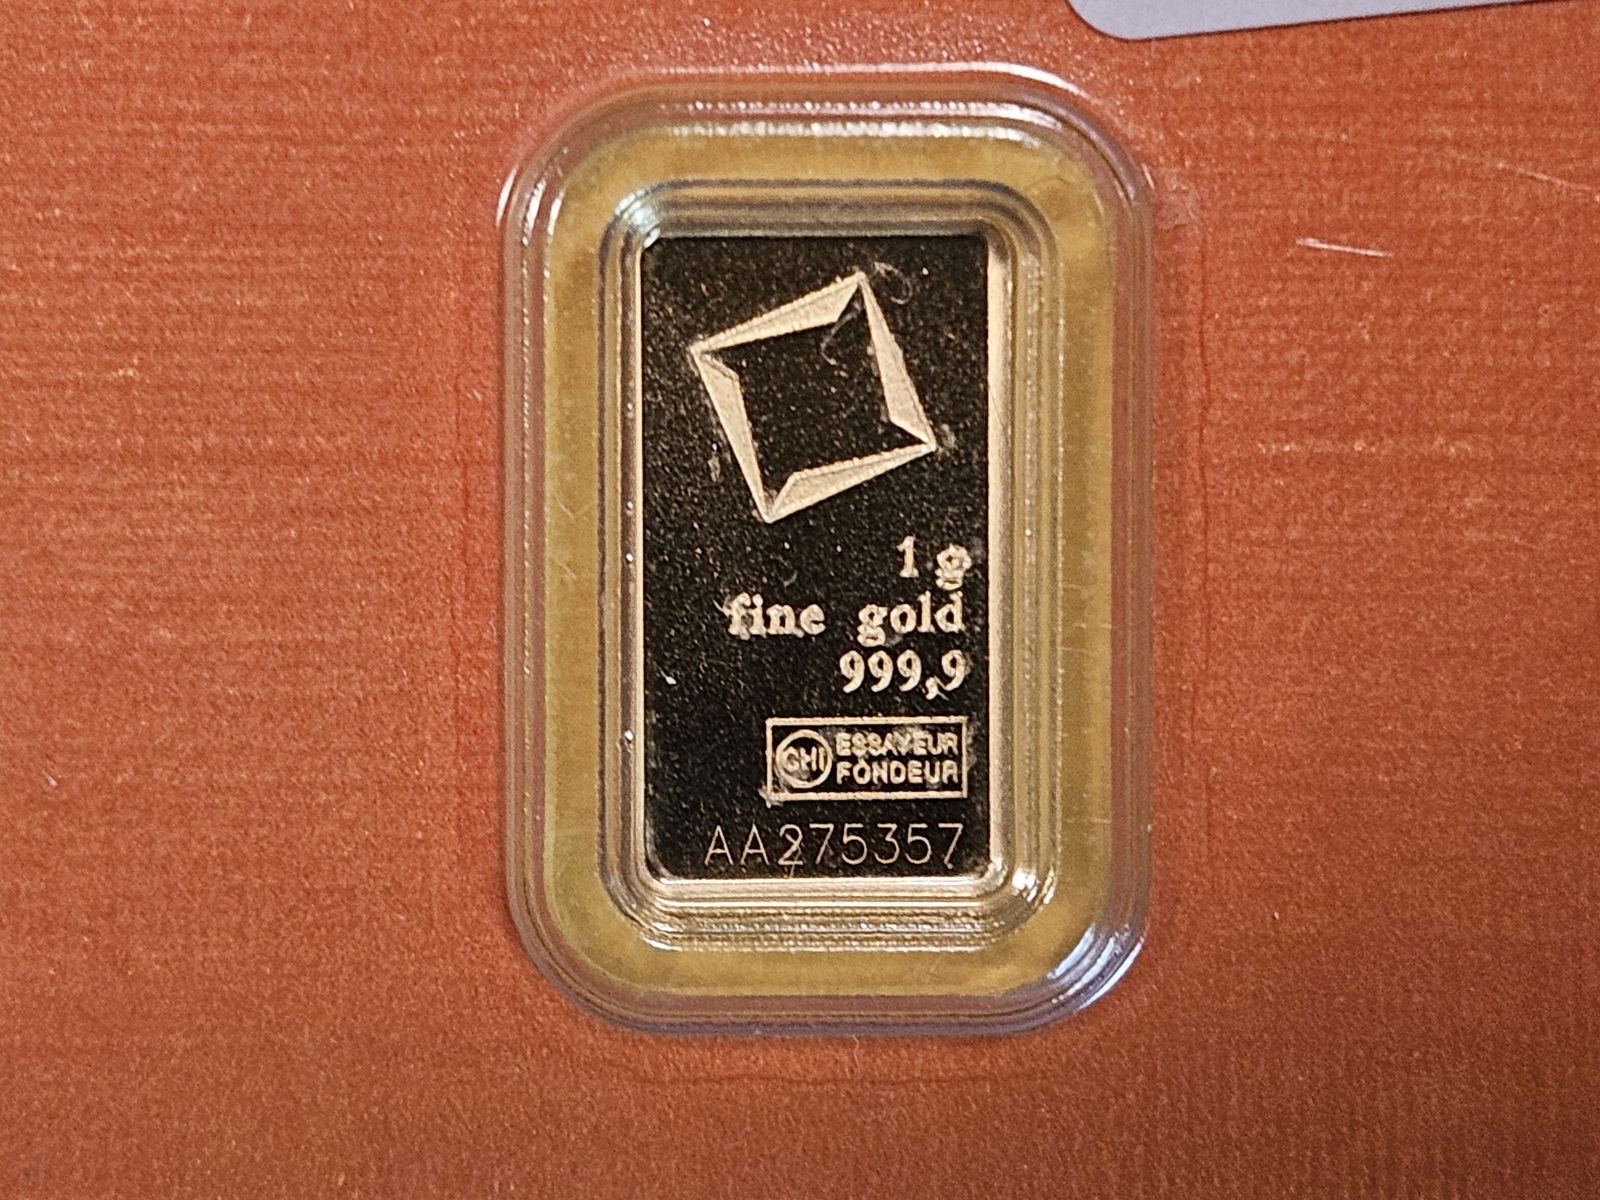 1 g
fine gold
999,9
CHI ESSAYEUR
FONDEUR
AA275357